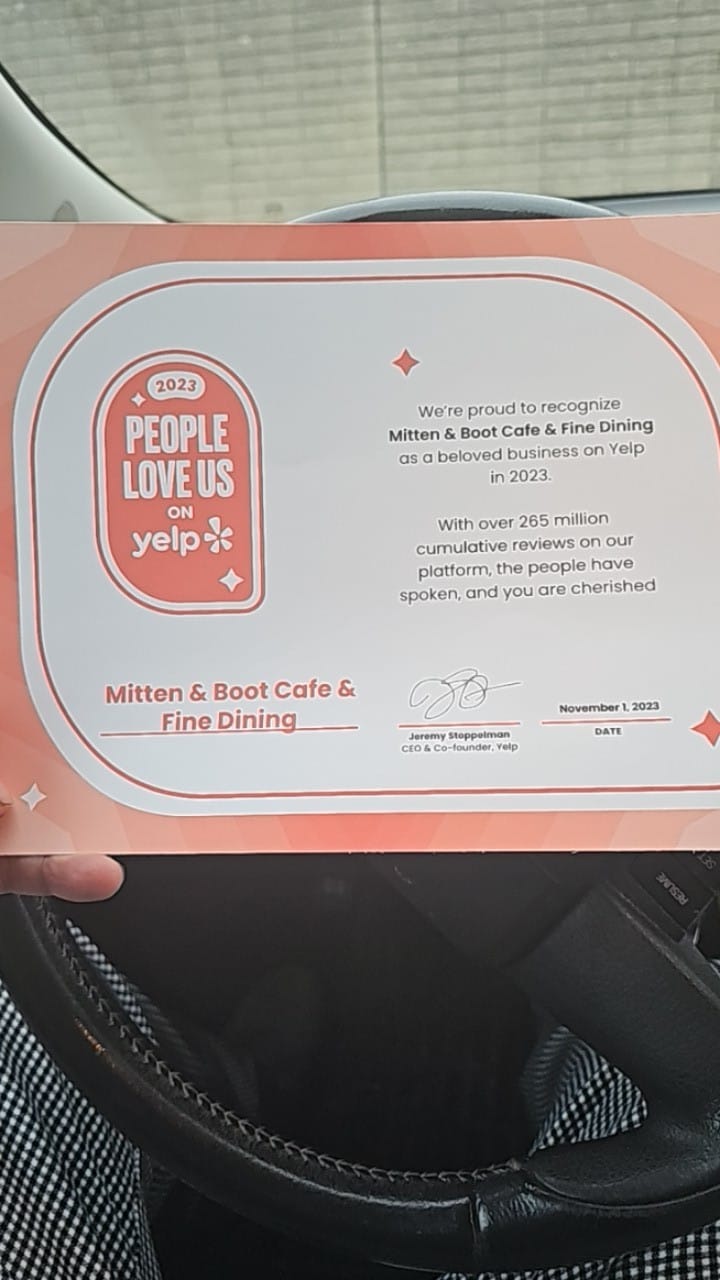 2023
PEOPLE
LOVE US
ON
yelp
We're proud to recognize
Mitten & Boot Cafe & Fine Dining
as a beloved business on Yelp
in 2023.
With over 265 million
cumulative reviews on our
platform, the people have
spoken, and you are cherished
Mitten & Boot Cafe &
Fine Dining
Jeremy Stoppelman
CEO & Co-founder, Yelp
November 1, 2023
DATE
RESUME
SET